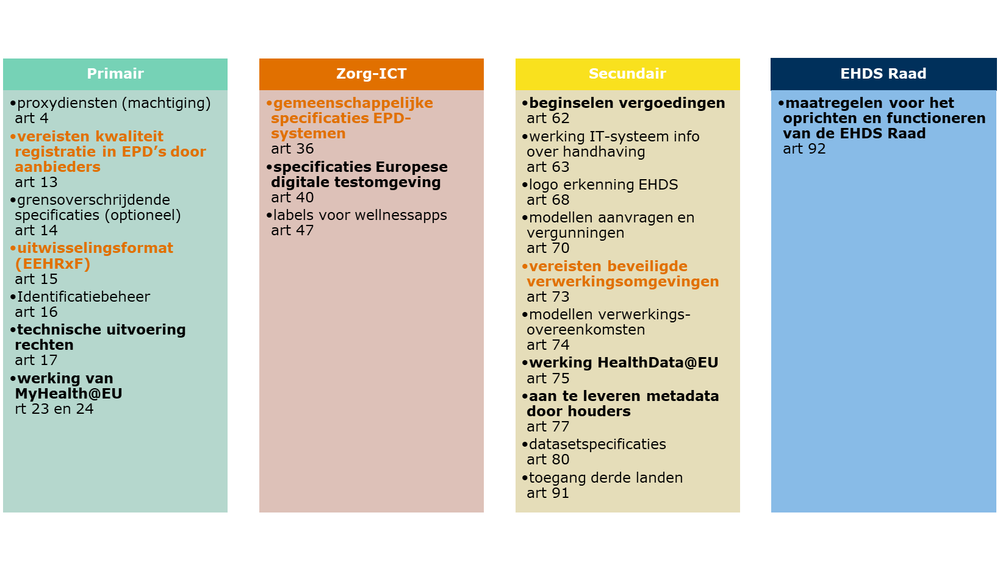 Primair
•proxydiensten (machtiging)
art 4
•vereisten kwaliteit
registratie in EPD’s door
aanbieders
art 13
•grensoverschrijdende
specificaties (optioneel)
art 14
•uitwisselingsformat
(EEHRxF)
art 15
•Identificatiebeheer
art 16
•technische uitvoering
rechten
art 17
•werking van
MyHealth@EU
rt 23 en 24
Zorg-ICT
•gemeenschappelijke
specificaties EPD-
systemen
art 36
•specificaties Europese
digitale testomgeving
art 40
•labels voor wellnessapps
art 47
Secundair
•beginselen vergoedingen
art 62
•werking IT-systeem info
over handhaving
art 63
•logo erkenning EHDS
art 68
•modellen aanvragen en
vergunningen
art 70
•vereisten beveiligde
verwerkingsomgevingen
art 73
•modellen verwerkings-
overeenkomsten
art 74
•werking HealthData@EU
art 75
•aan te leveren metadata
door houders
art 77
•datasetspecificaties
art 80
•toegang derde landen
art 91
EHDS Raad
•maatregelen voor het
oprichten en functioneren
van de EHDS Raad
art 92